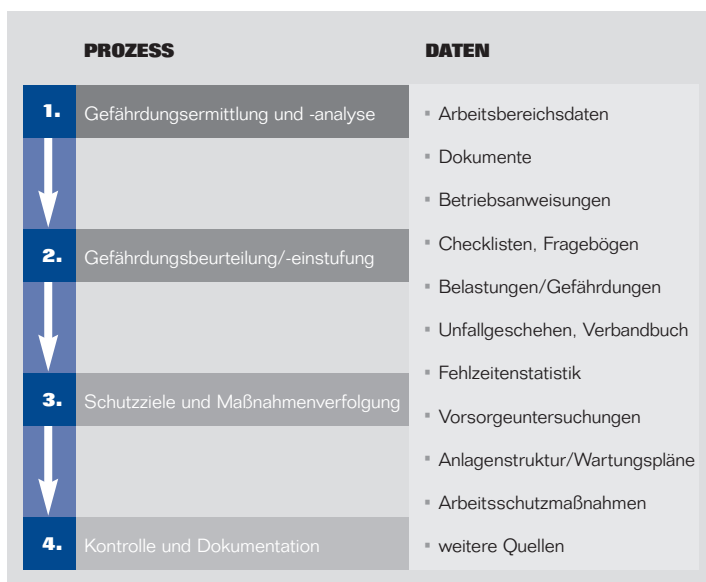 PROZESS
1. Gefährdungsermittlung und -analyse
2. Gefährdungsbeurteilung/-einstufung
3. Schutzziele und Maßnahmenverfolgung
4. Kontrolle und Dokumentation
DATEN
▪ Arbeitsbereichsdaten
▪ Dokumente
▪ Betriebsanweisungen
▪ Checklisten, Fragebögen
▪ Belastungen/Gefährdungen
▪ Unfallgeschehen, Verbandbuch
▪ Fehlzeitenstatistik
▪ Vorsorgeuntersuchungen
▪ Anlagenstruktur/Wartungspläne
▪ Arbeitsschutzmaßnahmen
▪ weitere Quellen